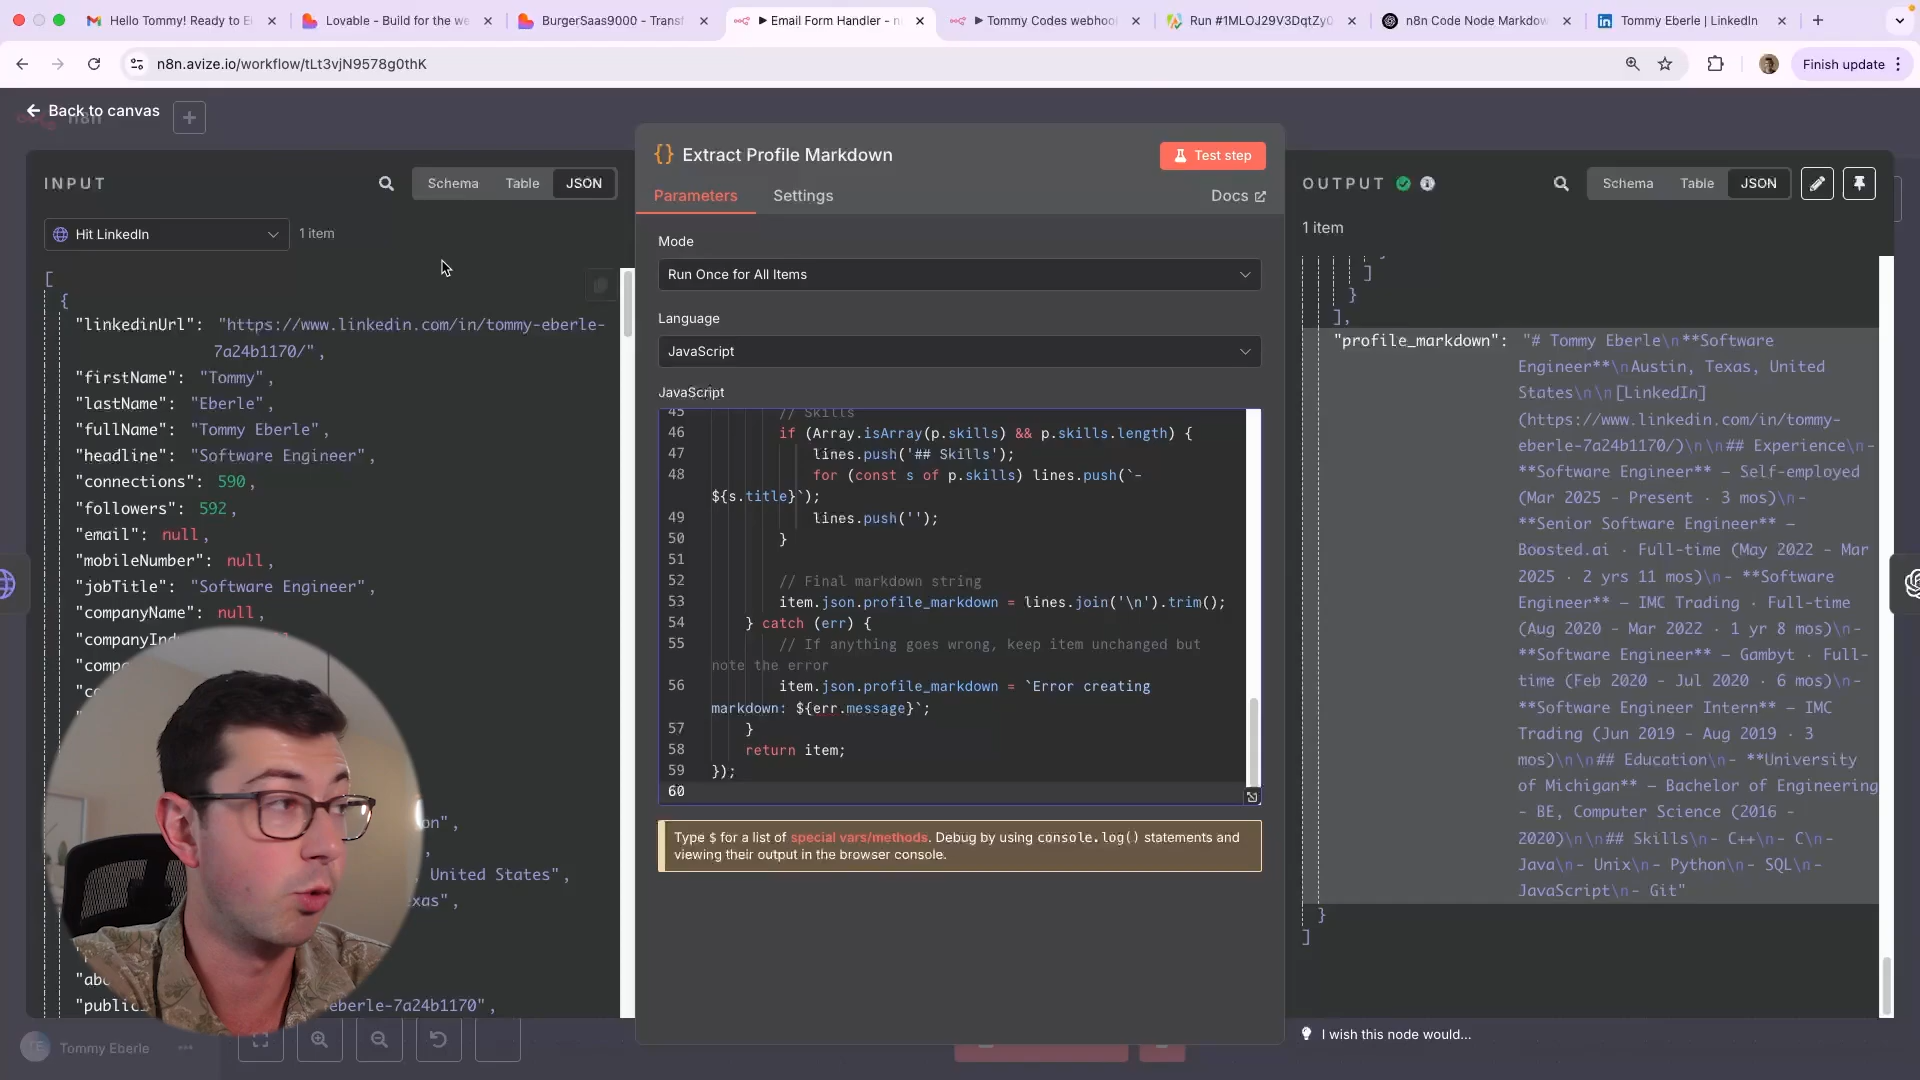 Hello Tommy! Ready to E
Lovable - Build for the we
BurgerSaas9000 - Transf
▶ Email Form Handler - n
▶ Tommy Codes webhoo
Run #1MLOJ29V3DqtZy0
n8n Code Node Markdow
Tommy Eberle | LinkedIn
n8n.avize.io/workflow/tLt3vjN9578g0thK
Finish update
Back to canvas
n8n
INPUT
Schema
Table
JSON
Hit LinkedIn
1 item
[
{
"linkedinUrl": "https://www.linkedin.com/in/tommy-eberle-
7a24b1170/",
"firstName": "Tommy",
"lastName": "Eberle",
"fullName": "Tommy Eberle",
"headline": "Software Engineer",
"connections": 590,
"followers": 592,
"email": null,
"mobileNumber": null,
"jobTitle": "Software Engineer",
"companyName": null,
"companyInd
"comp
"co
on",
,
, United States",
exas",
"abo
"public
eberle-7a24b1170",
Tommy Eberle
Extract Profile Markdown
Test step
Parameters
Settings
Docs
Mode
Run Once for All Items
Language
JavaScript
JavaScript
45 // Skills
46 if (Array.isArray(p.skills) && p.skills.length) {
47 lines.push('## Skills');
48 for (const s of p.skills) lines.push(`-
${s.title}`);
49 lines.push('');
50 }
51
52 // Final markdown string
53 item.json.profile_markdown = lines.join('\n').trim();
54 } catch (err) {
55 // If anything goes wrong, keep item unchanged but
note the error
56 item.json.profile_markdown = `Error creating
markdown: ${err.message}`;
57 }
58 return item;
59 });
60
Type $ for a list of special vars/methods. Debug by using console.log() statements and
viewing their output in the browser console.
OUTPUT
Schema
Table
JSON
1 item
]
}
],
"profile_markdown": "# Tommy Eberle\n**Software
Engineer**\nAustin, Texas, United
States\n\n[LinkedIn]
(https://www.linkedin.com/in/tommy-
eberle-7a24b1170/)\n\n## Experience\n-
**Software Engineer** – Self-employed
(Mar 2025 - Present · 3 mos)\n-
**Senior Software Engineer** –
Boosted.ai · Full-time (May 2022 - Mar
2025 · 2 yrs 11 mos)\n- **Software
Engineer** – IMC Trading · Full-time
(Aug 2020 - Mar 2022 · 1 yr 8 mos)\n-
**Software Engineer** – Gambyt · Full-
time (Feb 2020 - Jul 2020 · 6 mos)\n-
**Software Engineer Intern** – IMC
Trading (Jun 2019 - Aug 2019 · 3
mos)\n\n## Education\n- **University
of Michigan** – Bachelor of Engineering
- BE, Computer Science (2016 -
2020)\n\n## Skills\n- C++\n- C\n-
Java\n- Unix\n- Python\n- SQL\n-
JavaScript\n- Git"
}
]
I wish this node would...